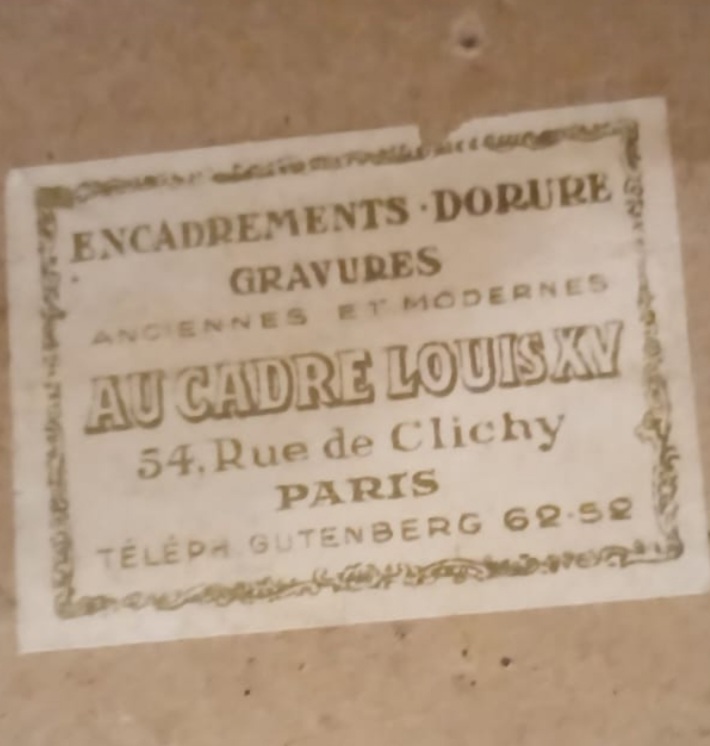 ENCADREMENTS · DORURE
GRAVURES
ANCIENNES ET MODERNES
AU CADRE LOUIS XV
54, Rue de Clichy
PARIS
TÉLÉPH. GUTENBERG 62-52